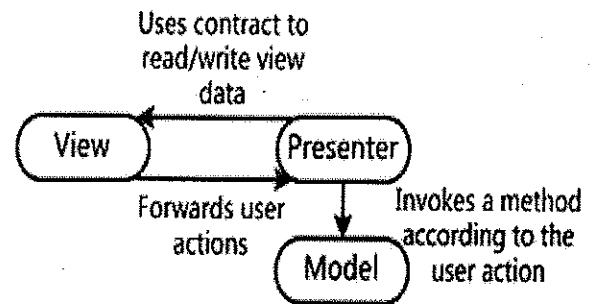 Uses contract to
read/write view
data
View
Presenter
Forwards user
actions
Invokes a method
according to the
user action
Model